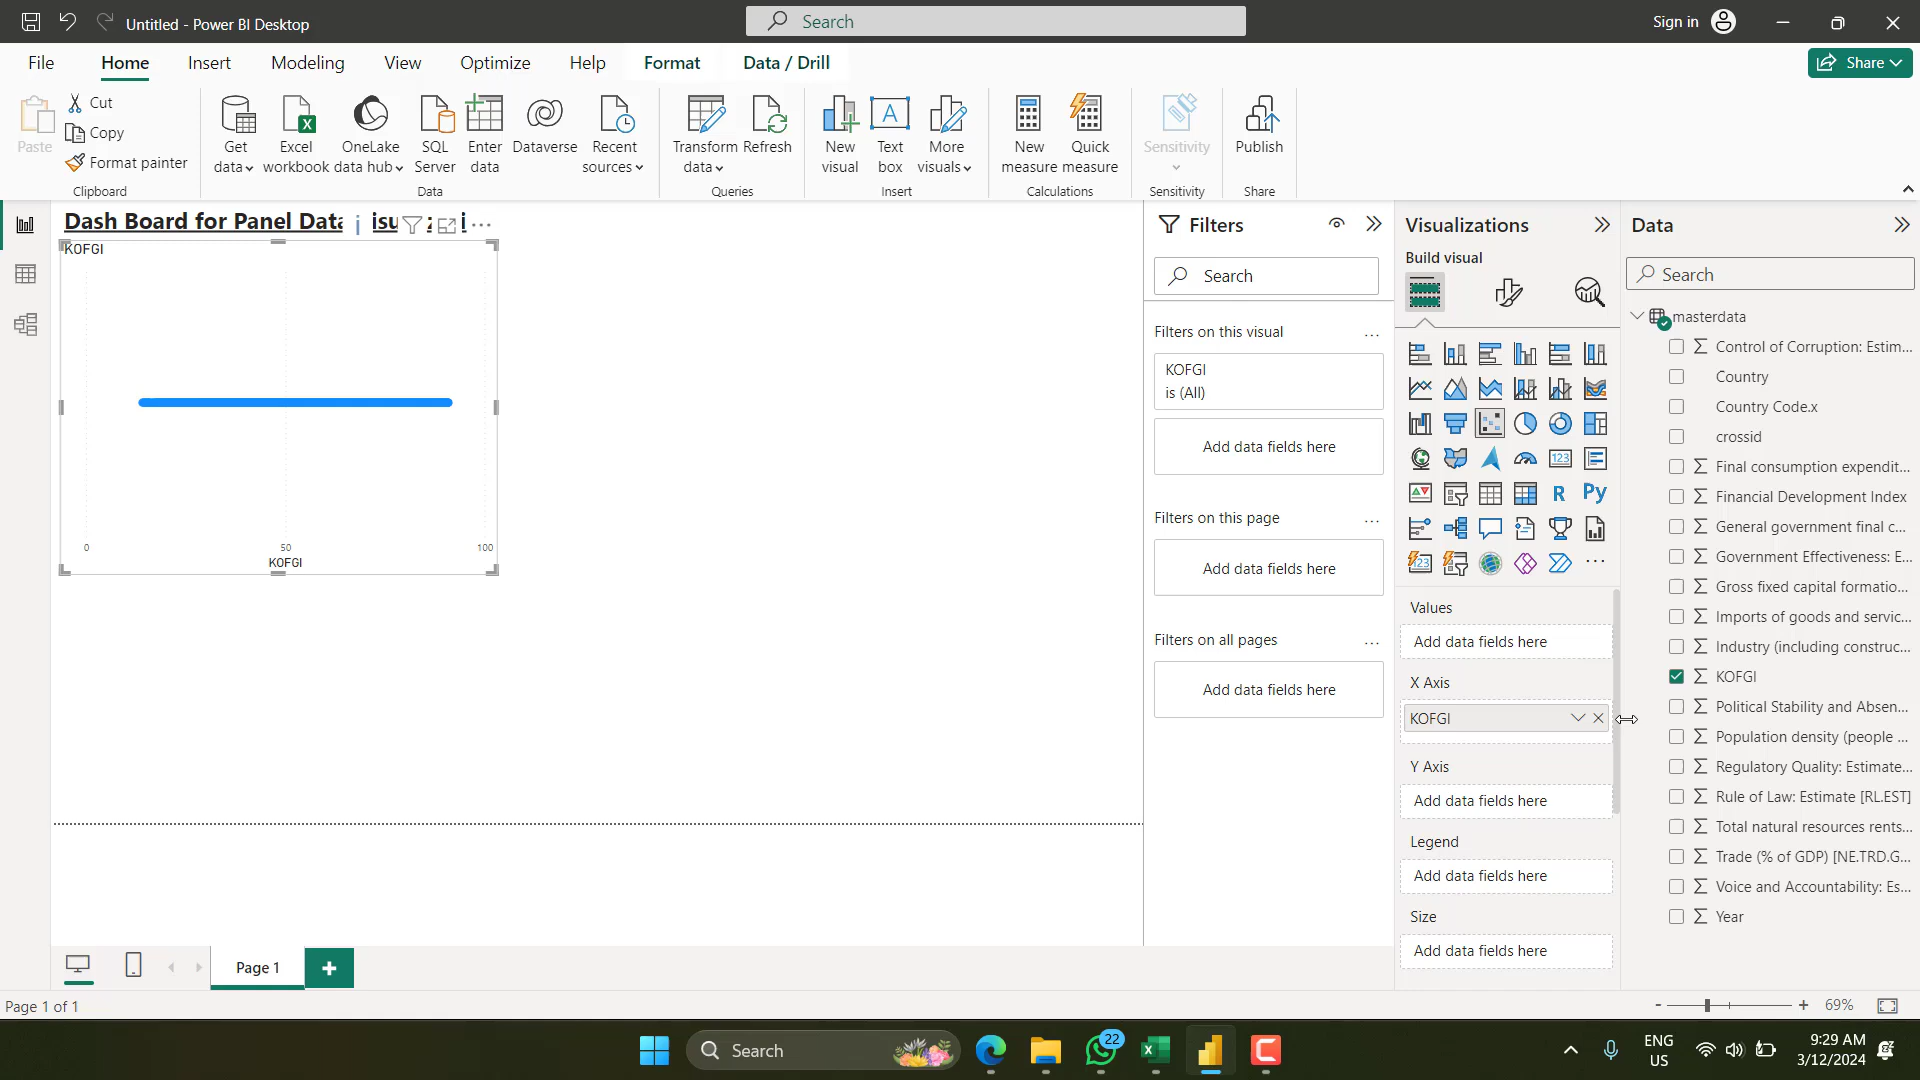 Untitled - Power BI Desktop
Search
Sign in
File
Home
Insert
Modeling
View
Optimize
Help
Format
Data / Drill
Share
Paste
Cut
Copy
Format painter
Clipboard
Get data
Excel workbook
OneLake data hub
SQL Server
Enter data
Dataverse
Recent sources
Data
Transform data
Refresh
Queries
New visual
Text box
More visuals
Insert
New measure
Quick measure
Calculations
Sensitivity
Sensitivity
Publish
Share
Dash Board for Panel Data
KOFGI
0
50
100
KOFGI
Filters
Search
Filters on this visual
KOFGI
is (All)
Add data fields here
Filters on this page
Add data fields here
Filters on all pages
Add data fields here
Visualizations
Build visual
123
R
Py
123
Values
Add data fields here
X Axis
KOFGI
Y Axis
Add data fields here
Legend
Add data fields here
Size
Add data fields here
Data
Search
masterdata
Control of Corruption: Estim...
Country
Country Code.x
crossid
Final consumption expendit...
Financial Development Index
General government final c...
Government Effectiveness: E...
Gross fixed capital formatio...
Imports of goods and servic...
Industry (including construc...
KOFGI
Political Stability and Absen...
Population density (people ...
Regulatory Quality: Estimate...
Rule of Law: Estimate [RL.EST]
Total natural resources rents...
Trade (% of GDP) [NE.TRD.G...
Voice and Accountability: Es...
Year
Page 1
Page 1 of 1
69%
Search
22
ENG
US
9:29 AM
3/12/2024